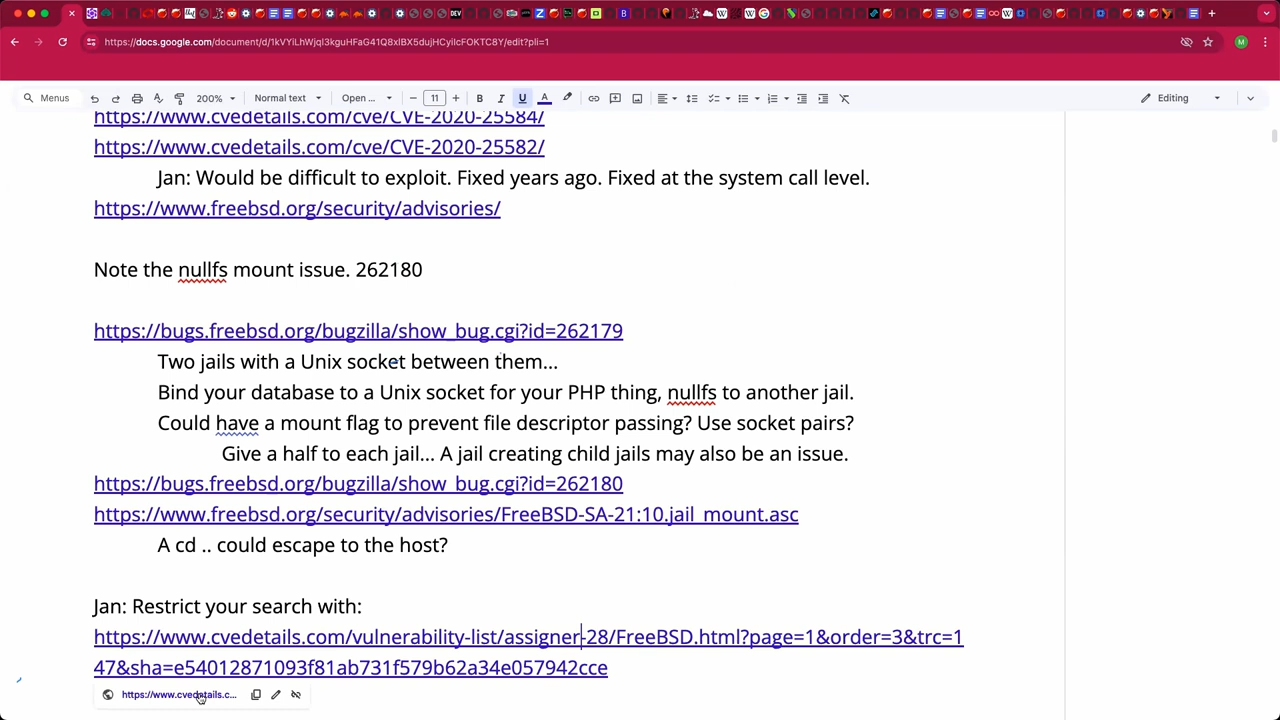 https://docs.google.com/document/d/1kVYiLhWjqI3kguHFaG41Q8xlBX5dujHCyiIcFOKTC8Y/edit?pli=1
M
Menus
200%
Normal text
Open ...
11
Editing
https://www.cvedetails.com/cve/CVE-2020-25584/
https://www.cvedetails.com/cve/CVE-2020-25582/
Jan: Would be difficult to exploit. Fixed years ago. Fixed at the system call level.
https://www.freebsd.org/security/advisories/
Note the nullfs mount issue. 262180
https://bugs.freebsd.org/bugzilla/show_bug.cgi?id=262179
Two jails with a Unix socket between them...
Bind your database to a Unix socket for your PHP thing, nullfs to another jail.
Could have a mount flag to prevent file descriptor passing? Use socket pairs?
Give a half to each jail... A jail creating child jails may also be an issue.
https://bugs.freebsd.org/bugzilla/show_bug.cgi?id=262180
https://www.freebsd.org/security/advisories/FreeBSD-SA-21:10.jail_mount.asc
A cd .. could escape to the host?
Jan: Restrict your search with:
https://www.cvedetails.com/vulnerability-list/assigner-28/FreeBSD.html?page=1&order=3&trc=1
47&sha=e54012871093f81ab731f579b62a34e057942cce
https://www.cvedetails.c...